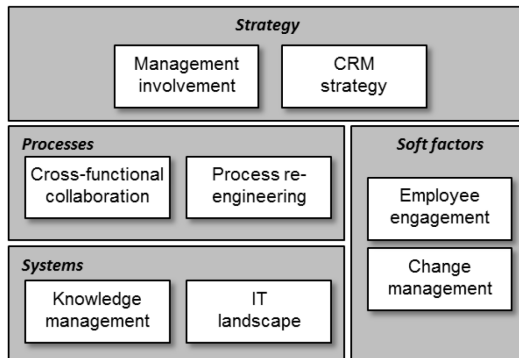 Strategy
Management
involvement
CRM
strategy
Processes
Cross-functional
collaboration
Process re-
engineering
Systems
Knowledge
management
IT
landscape
Soft factors
Employee
engagement
Change
management